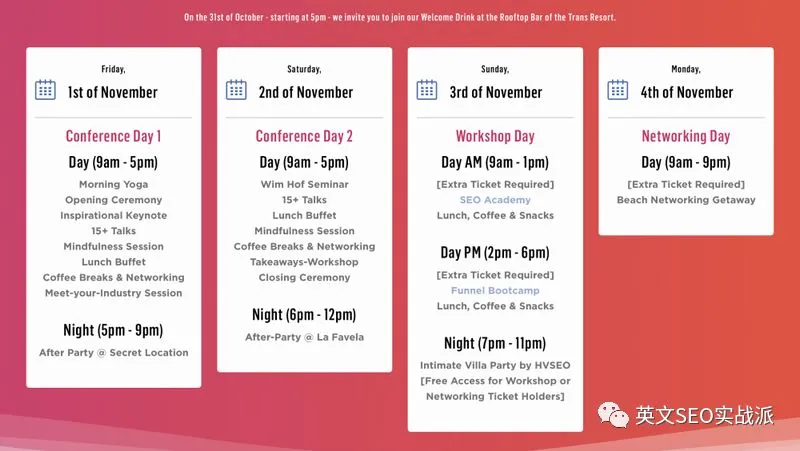 On the 31st of October - starting at 5pm - we invite you to join our Welcome Drink at the Rooftop Bar of the Trans Resort.
Friday,
1st of November
Conference Day 1
Day (9am - 5pm)
Morning Yoga
Opening Ceremony
Inspirational Keynote
15+ Talks
Mindfulness Session
Lunch Buffet
Coffee Breaks & Networking
Meet-your-Industry Session
Night (5pm - 9pm)
After Party @ Secret Location
Saturday,
2nd of November
Conference Day 2
Day (9am - 5pm)
Wim Hof Seminar
15+ Talks
Lunch Buffet
Mindfulness Session
Coffee Breaks & Networking
Takeaways-Workshop
Closing Ceremony
Night (6pm - 12pm)
After-Party @ La Favela
Sunday,
3rd of November
Workshop Day
Day AM (9am - 1pm)
[Extra Ticket Required]
SEO Academy
Lunch, Coffee & Snacks
Day PM (2pm - 6pm)
[Extra Ticket Required]
Funnel Bootcamp
Lunch, Coffee & Snacks
Night (7pm - 11pm)
Intimate Villa Party by HVSEO
[Free Access for Workshop or
Networking Ticket Holders]
Monday,
4th of November
Networking Day
Day (9am - 9pm)
[Extra Ticket Required]
Beach Networking Getaway
英文SEO实战派